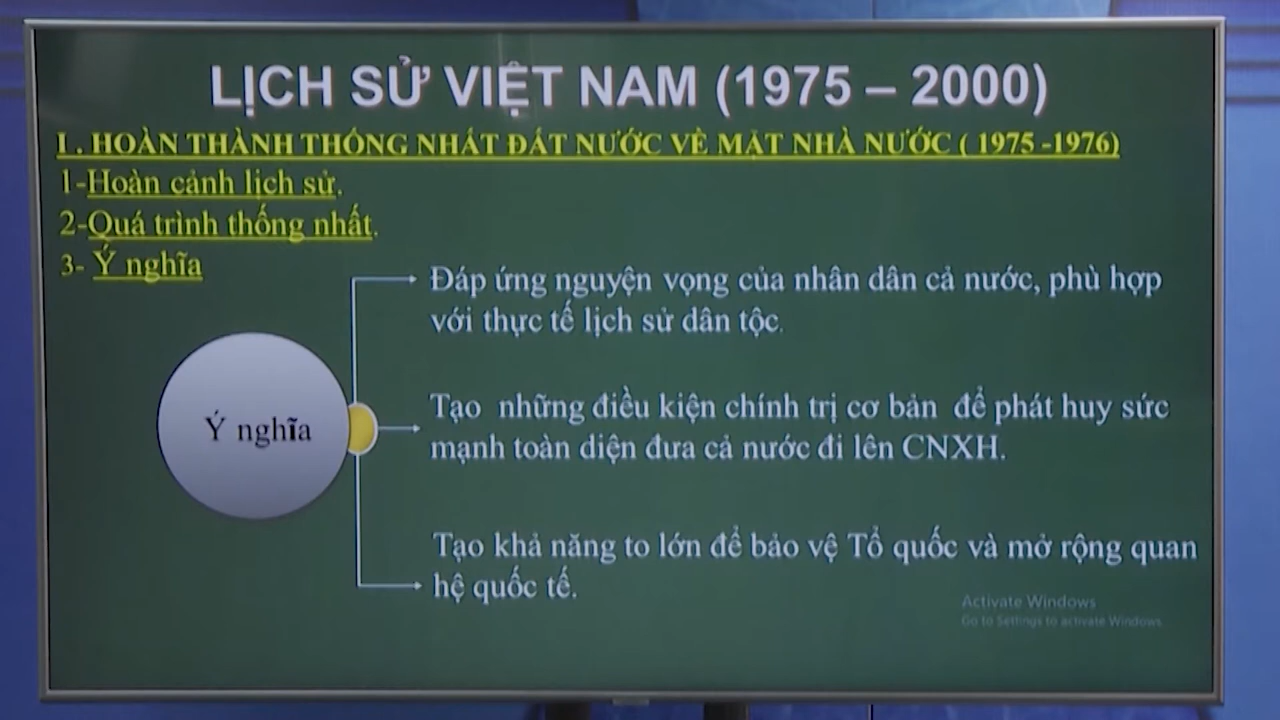 LỊCH SỬ VIỆT NAM (1975 – 2000)
I . HOÀN THÀNH THỐNG NHẤT ĐẤT NƯỚC VỀ MẶT NHÀ NƯỚC ( 1975 -1976)
1-Hoàn cảnh lịch sử.
2-Quá trình thống nhất.
3- Ý nghĩa
Đáp ứng nguyện vọng của nhân dân cả nước, phù hợp
với thực tế lịch sử dân tộc.
Ý nghĩa
Tạo những điều kiện chính trị cơ bản để phát huy sức
mạnh toàn diện đưa cả nước đi lên CNXH.
Tạo khả năng to lớn để bảo vệ Tổ quốc và mở rộng quan
hệ quốc tế.
Activate Windows
Go to Settings to activate Windows.